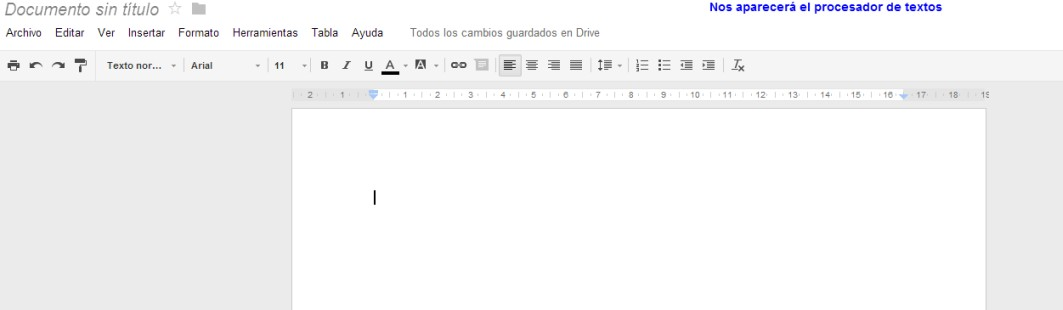 Documento sin título
Nos aparecerá el procesador de textos
Archivo Editar Ver Insertar Formato Herramientas Tabla Ayuda Todos los cambios guardados en Drive
Texto nor... Arial 11 B I U A A
2 1 1 2 3 4 5 6 7 8 9 10 11 12 13 14 15 16 17 18 19